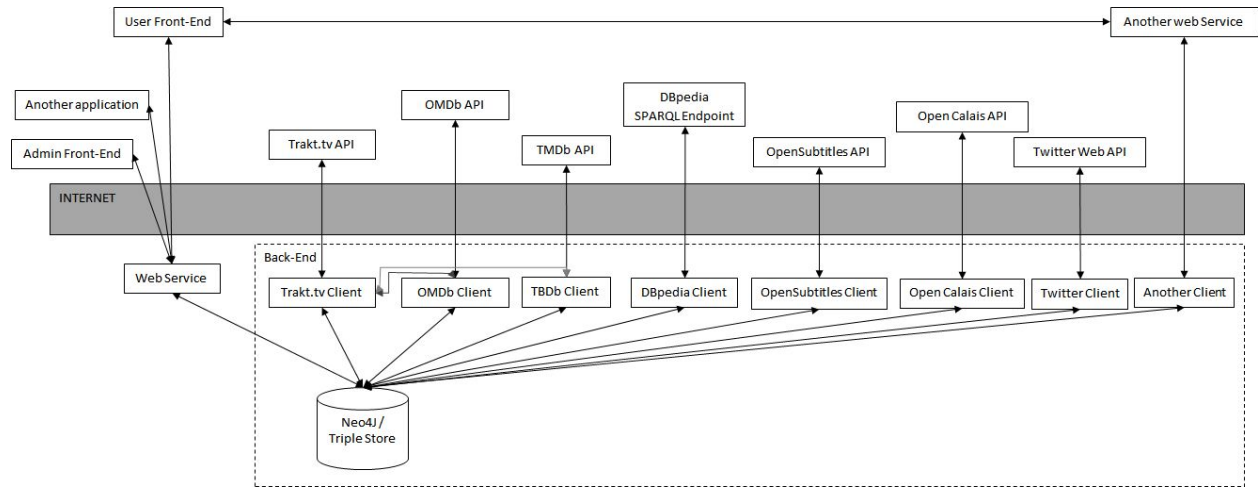 User Front-End
Another web Service
Another application
OMDb API
DBpedia
SPARQL Endpoint
Open Calais API
Admin Front-End
Trakt.tv API
TMDb API
OpenSubtitles API
Twitter Web API
INTERNET
Back-End
Web Service
Trakt.tv Client
OMDb Client
TBDb Client
DBpedia Client
OpenSubtitles Client
Open Calais Client
Twitter Client
Another Client
Neo4J /
Triple Store